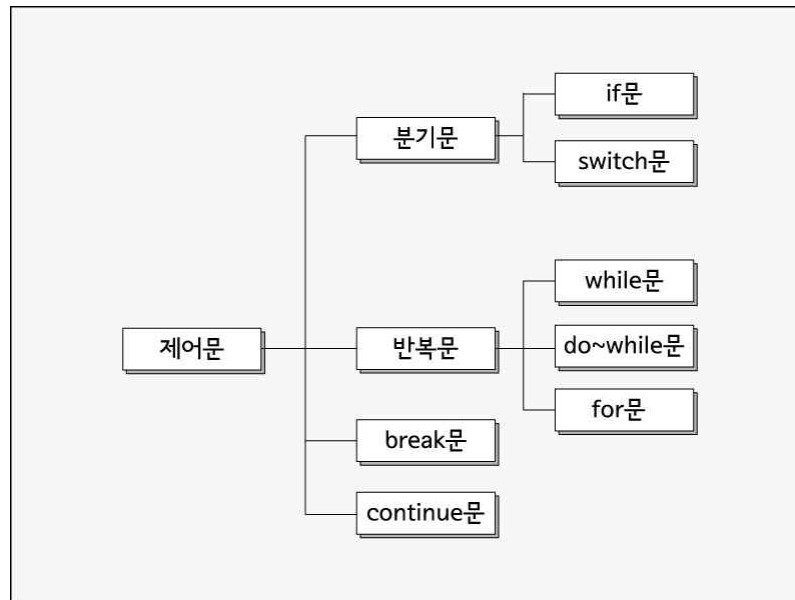 if문
분기문
switch문
while문
제어문
반복문
do~while문
for문
break문
continue문